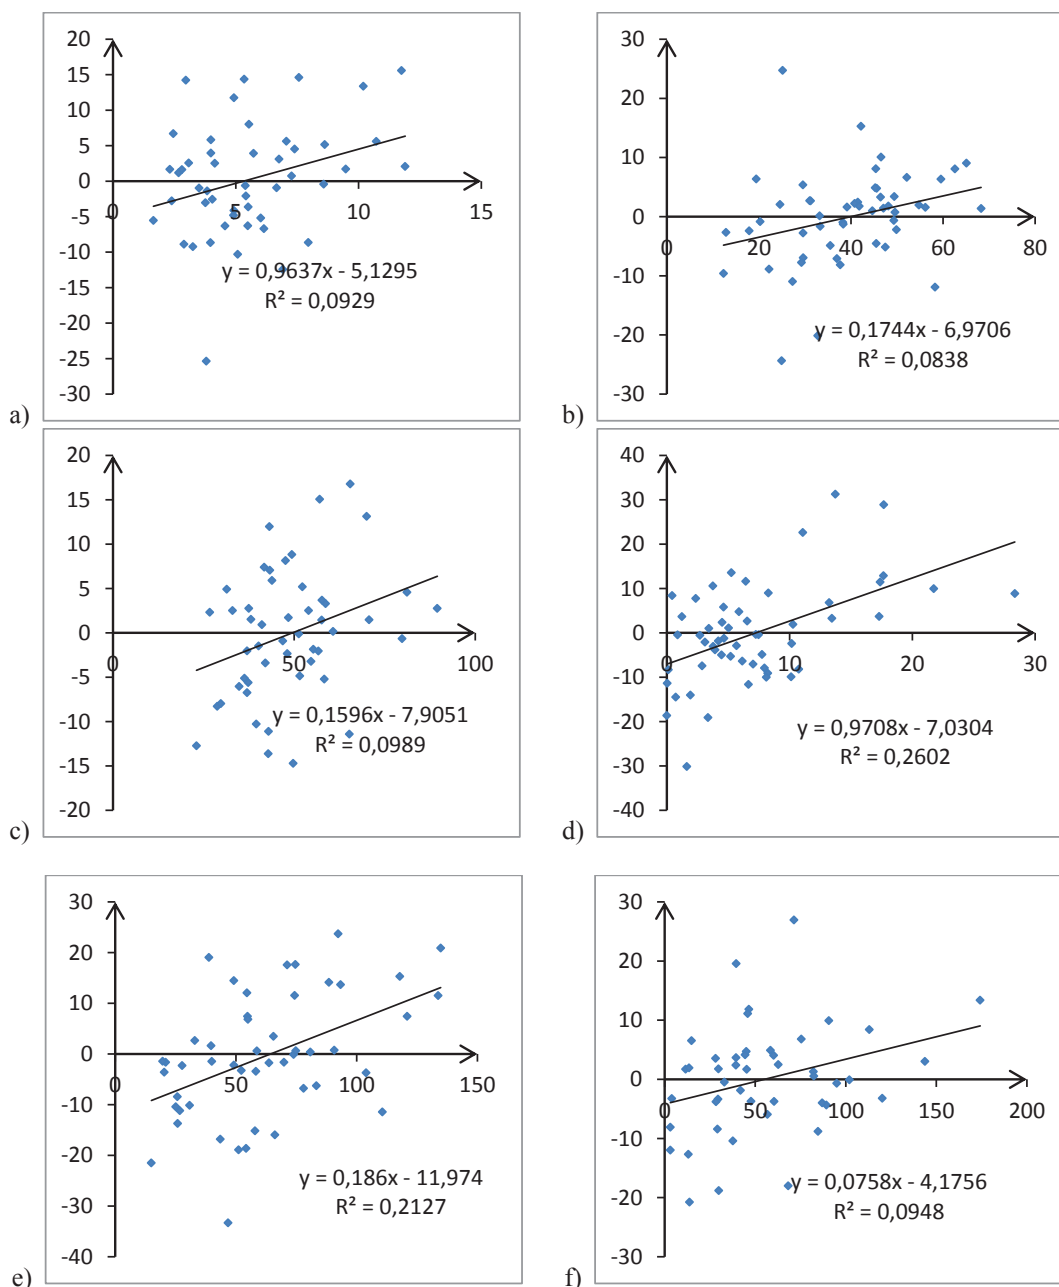 20
15
10
5
0
-5
-10
-15
-20
-25
-30
0 5 10 15
y = 0,9637x - 5,1295
R² = 0,0929
a)
30
20
10
0
-10
-20
-30
0 20 40 60 80
y = 0,1744x - 6,9706
R² = 0,0838
b)
20
15
10
5
0
-5
-10
-15
-20
0 50 100
y = 0,1596x - 7,9051
R² = 0,0989
c)
40
30
20
10
0
-10
-20
-30
-40
0 10 20 30
y = 0,9708x - 7,0304
R² = 0,2602
d)
30
20
10
0
-10
-20
-30
-40
0 50 100 150
y = 0,186x - 11,974
R² = 0,2127
e)
30
20
10
0
-10
-20
-30
0 50 100 150 200
y = 0,0758x - 4,1756
R² = 0,0948
f)